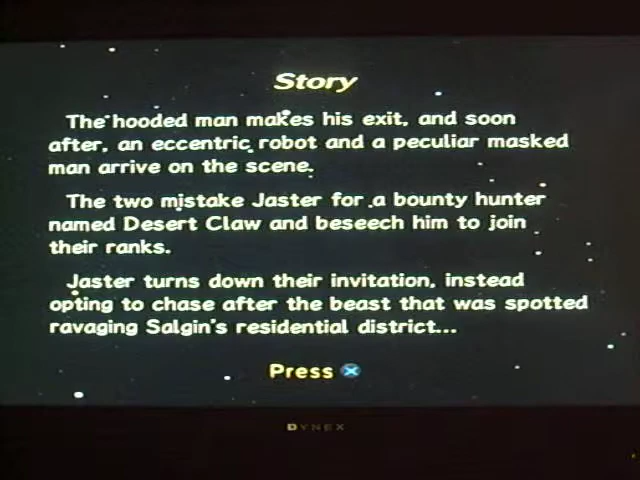 Story
The hooded man makes his exit, and soon
after, an eccentric robot and a peculiar masked
man arrive on the scene.
The two mistake Jaster for a bounty hunter
named Desert Claw and beseech him to join
their ranks.
Jaster turns down their invitation, instead
opting to chase after the beast that was spotted
ravaging Salgin's residential district...
Press
DYNEX